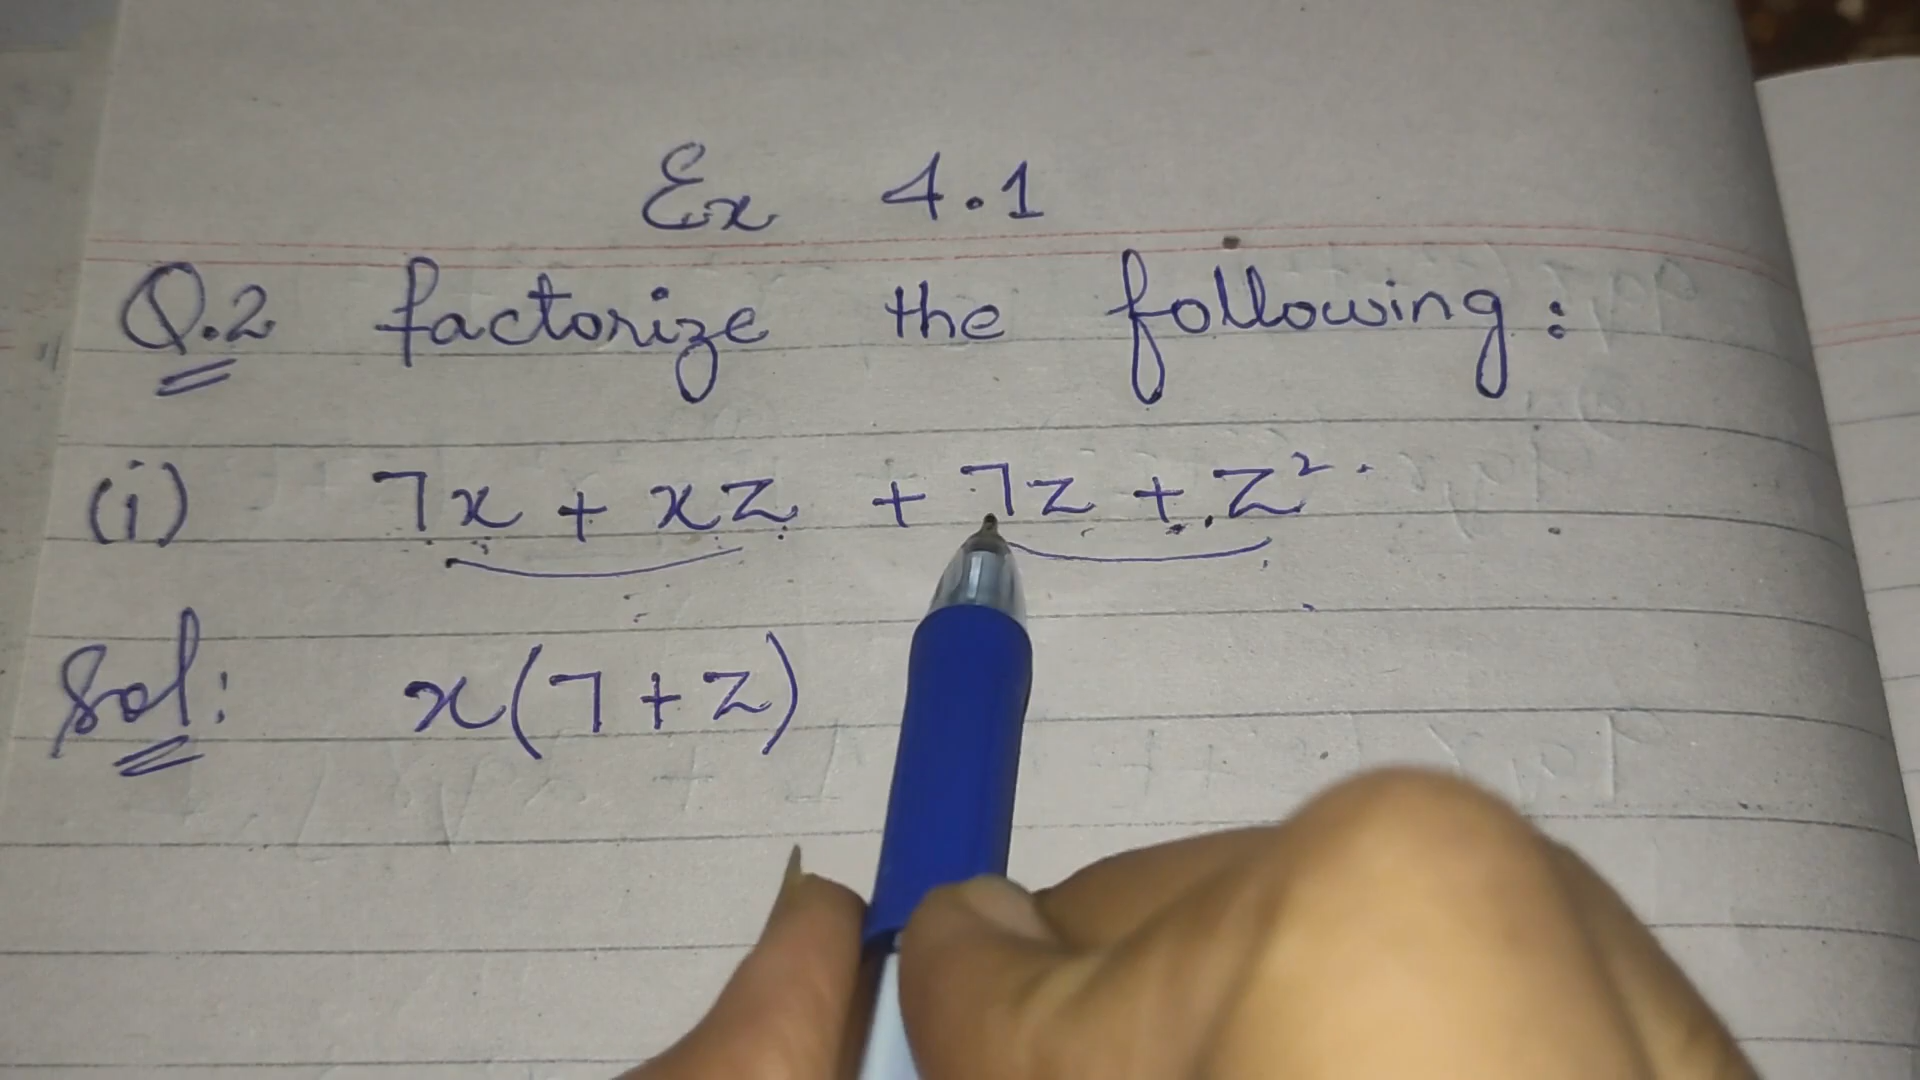 Ex 4.1
Q.2 factorize the following:
(i) 7x + xz + 7z + z².
Sol: x(7+z)